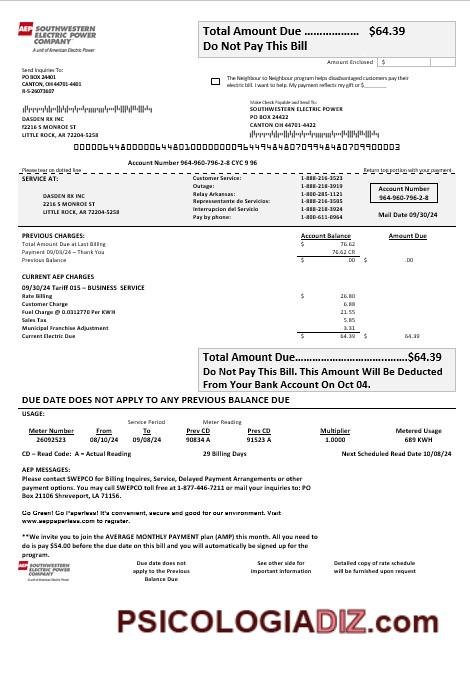 AEP SOUTHWESTERN
ELECTRIC POWER
COMPANY
A unit of American Electric Power
Total Amount Due ……………… $64.39
Do Not Pay This Bill
Amount Enclosed $
Send Inquiries To:
PO BOX 24401
CANTON, OH 44701-4401
R-5-26073607
The Neighbour to Neighbour program helps disadvantaged customers pay their
electric bill. I want to help. My payment reflects my gift of $
DASDEN RX INC
2216 S MONROE ST
LITTLE ROCK, AR 72204-5258
Make Check Payable and Send To:
SOUTHWESTERN ELECTRIC POWER
PO BOX 24422
CANTON OH 44701-4422
Account Number 964-960-796-2-8 CYC 9 96
Please tear on dotted line
Return top portion with your payment
SERVICE AT:
DASDEN RX INC
2216 S MONROE ST
LITTLE ROCK, AR 72204-5258
Customer Service: 1-888-216-3523
Outage: 1-888-218-3919
Relay Arkansas: 1-800-285-1121
Representente de Servicios: 1-888-216-3505
Interrupcion del Servicio 1-888-218-3924
Pay by phone: 1-800-611-0964
Account Number
964-960-796-2-8
Mail Date 09/30/24
PREVIOUS CHARGES: Account Balance Amount Due
Total Amount Due at Last Billing $ 76.62
Payment 09/03/24 – Thank You 76.62 CR
Previous Balance $ .00 $ .00
CURRENT AEP CHARGES
09/30/24 Tariff 015 – BUSINESS SERVICE
Rate Billing $ 26.80
Customer Charge 6.88
Fuel Charge @ 0.0312770 Per KWH 21.55
Sales Tax 5.85
Municipal Franchise Adjustment 3.31
Current Electric Due $ 64.39 $ 64.39
Total Amount Due……………………………………$64.39
Do Not Pay This Bill. This Amount Will Be Deducted
From Your Bank Account On Oct 04.
DUE DATE DOES NOT APPLY TO ANY PREVIOUS BALANCE DUE
USAGE:
Service Period Meter Reading
Meter Number From To Prev CD Pres CD Multiplier Metered Usage
26092523 08/10/24 09/08/24 90834 A 91523 A 1.0000 689 KWH
CD – Read Code: A = Actual Reading 29 Billing Days Next Scheduled Read Date 10/08/24
AEP MESSAGES:
Please contact SWEPCO for Billing Inquires, Service, Delayed Payment Arrangements or other
payment options. You may call SWEPCO toll free at 1-877-446-7211 or mail your inquiries to: PO
Box 21106 Shreveport, LA 71156.
Go Green! Go Paperless! It's convenient, secure and good for our environment. Visit
www.aeppaperless.com to register.
**We invite you to join the AVERAGE MONTHLY PAYMENT plan (AMP) this month. All you need to
do is pay $54.00 before the due date on this bill and you will automatically be signed up for the
program.
AEP SOUTHWESTERN
ELECTRIC POWER
COMPANY
A unit of American Electric Power
Due date does not
apply to the Previous
Balance Due
See other side for
important information
Detailed copy of rate schedule
will be furnished upon request
PSICOLOGIADIZ.com